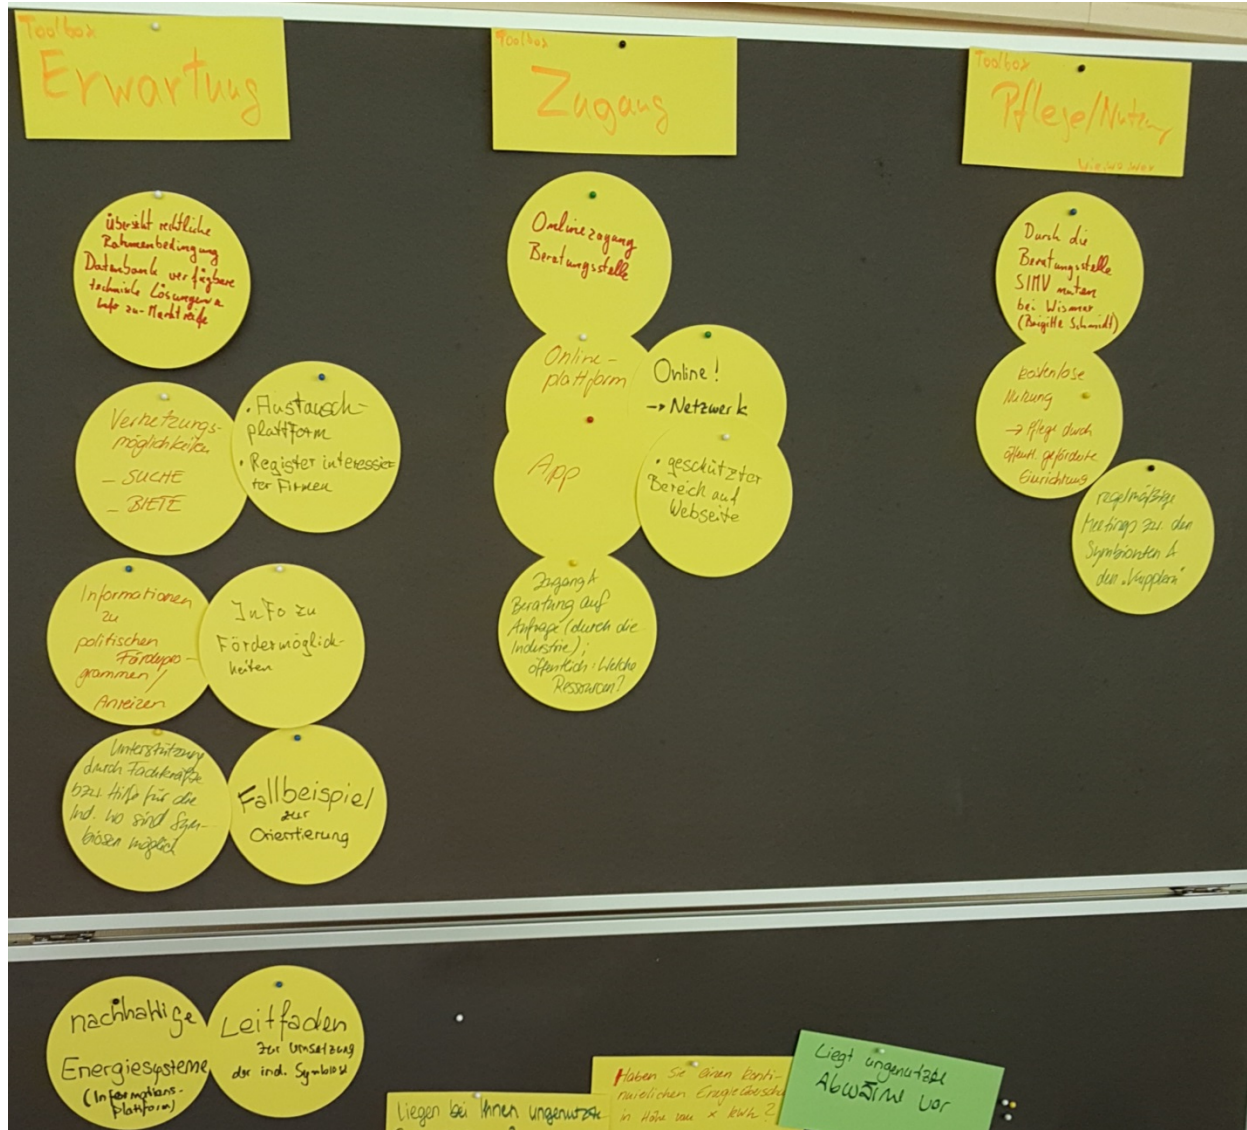 Toolbox
Erwartung
Übersicht rechtliche
Rahmenbedingung
Datenbank verfügbare
technische Lösungen
Info zu Marktreife
Vernetzungs-
möglichkeiten
- SUCHE
- BIETE
• Austausch-
plattform
• Register interessier-
ter Firmen
Informationen
zu
politischen
Förderpro-
grammen/
Anreizen
Info zu
Fördermöglich-
keiten
Unterstützung
durch Fachkräfte
bzw. Hilfe für die
Ind. wo sind Sym-
biosen möglich
Fallbeispiel
zur
Orientierung
nachhaltige
Energiesysteme
(Informations-
plattform)
Leitfaden
zur Umsetzung
der ind. Symbiose
Toolbox
Zugang
Onlinezugang
Beratungsstelle
Online-
plattform
Online!
→ Netzwerk
App
• geschützter
Bereich auf
Webseite
Zugang &
Beratung auf
Anfrage (durch die
Industrie);
öffentlich: Welche
Ressourcen?
Toolbox
Pflege/Nutzung
Durch die
Beratungsstelle
SIMV nutzen
bei Wismar
(Brigitte Schmidt)
kostenlose
Nutzung
→ Pflege durch
öffentl. geförderte
Einrichtung
regelmäßige
Meetings zw. den
Symbionten &
den „Knüpplern"
Liegen bei Ihnen ungenutzte
Haben Sie einen konti-
nuierlichen Energieübersch
in Höhe von x kWh?
Liegt ungenutzte
Abwärme vor